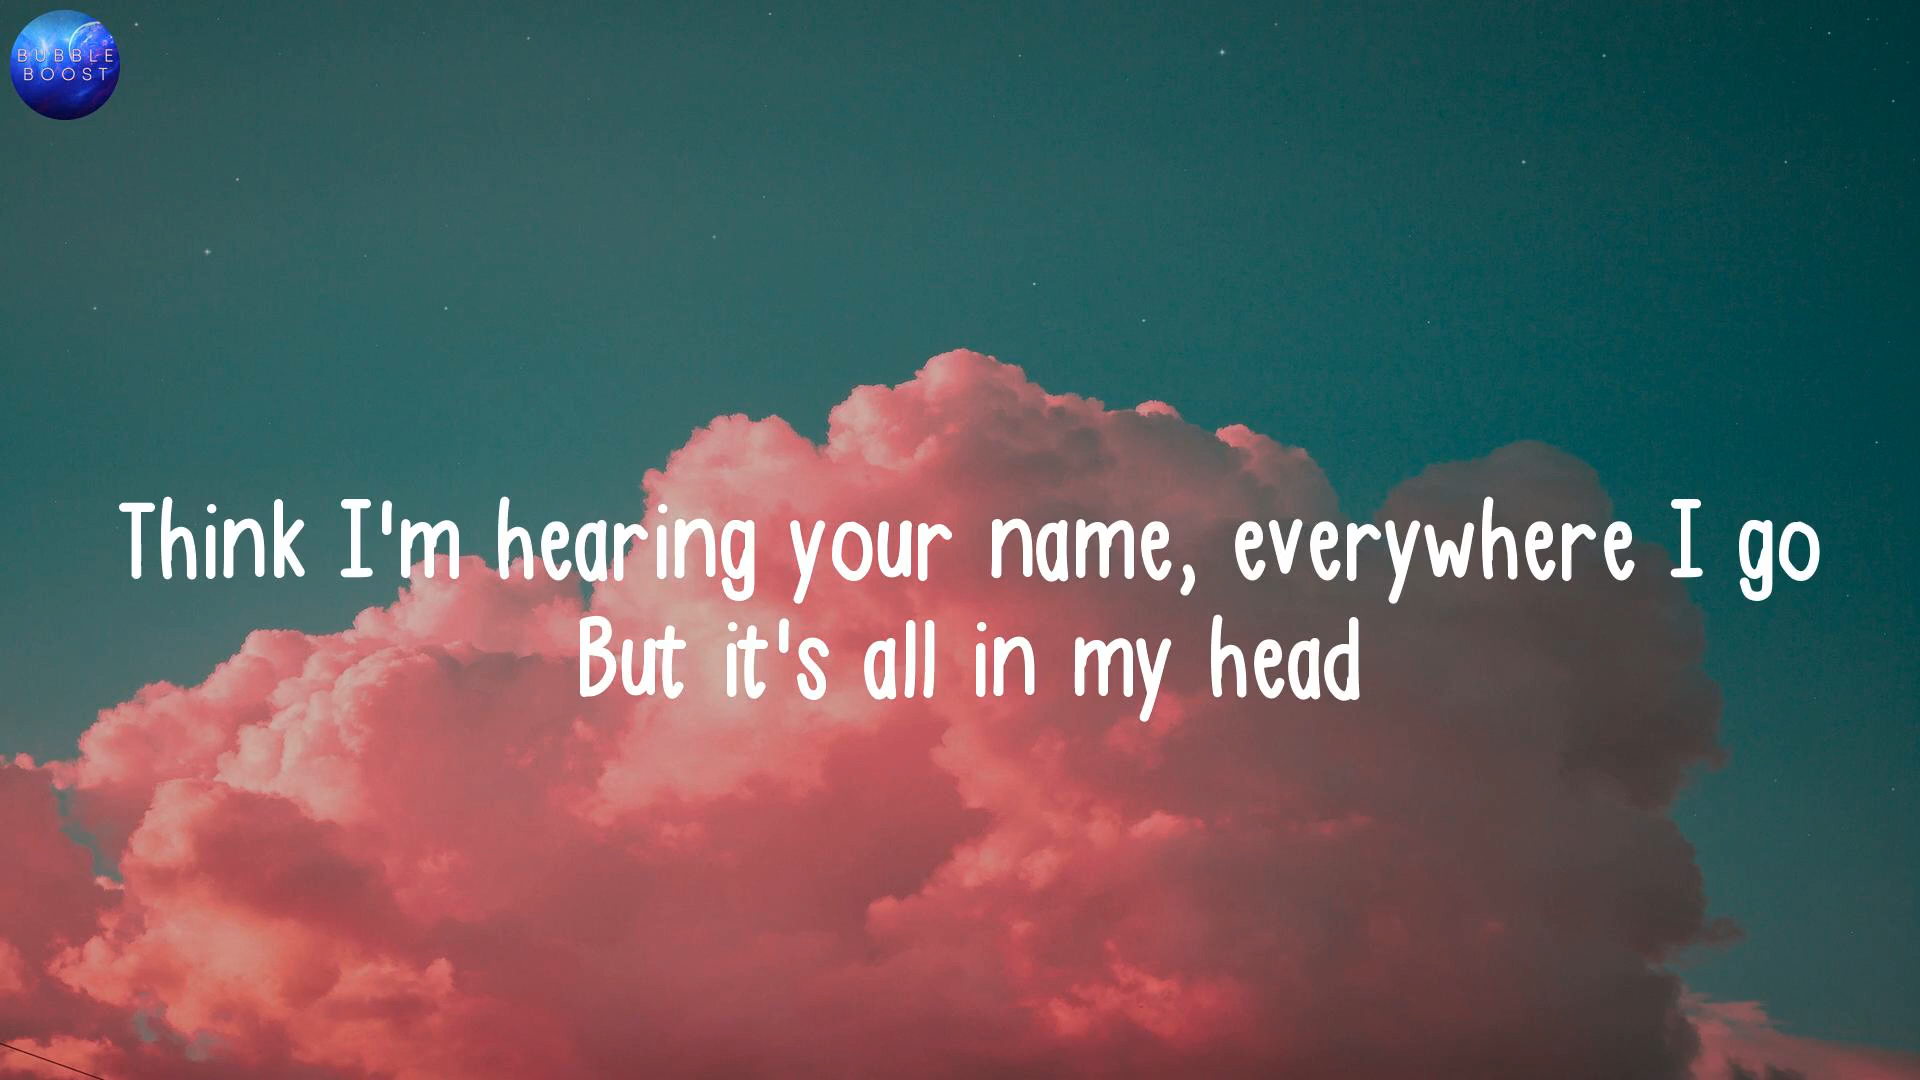 BUBBLE
BOOST
Think I'm hearing your name, everywhere I go
But it's all in my head